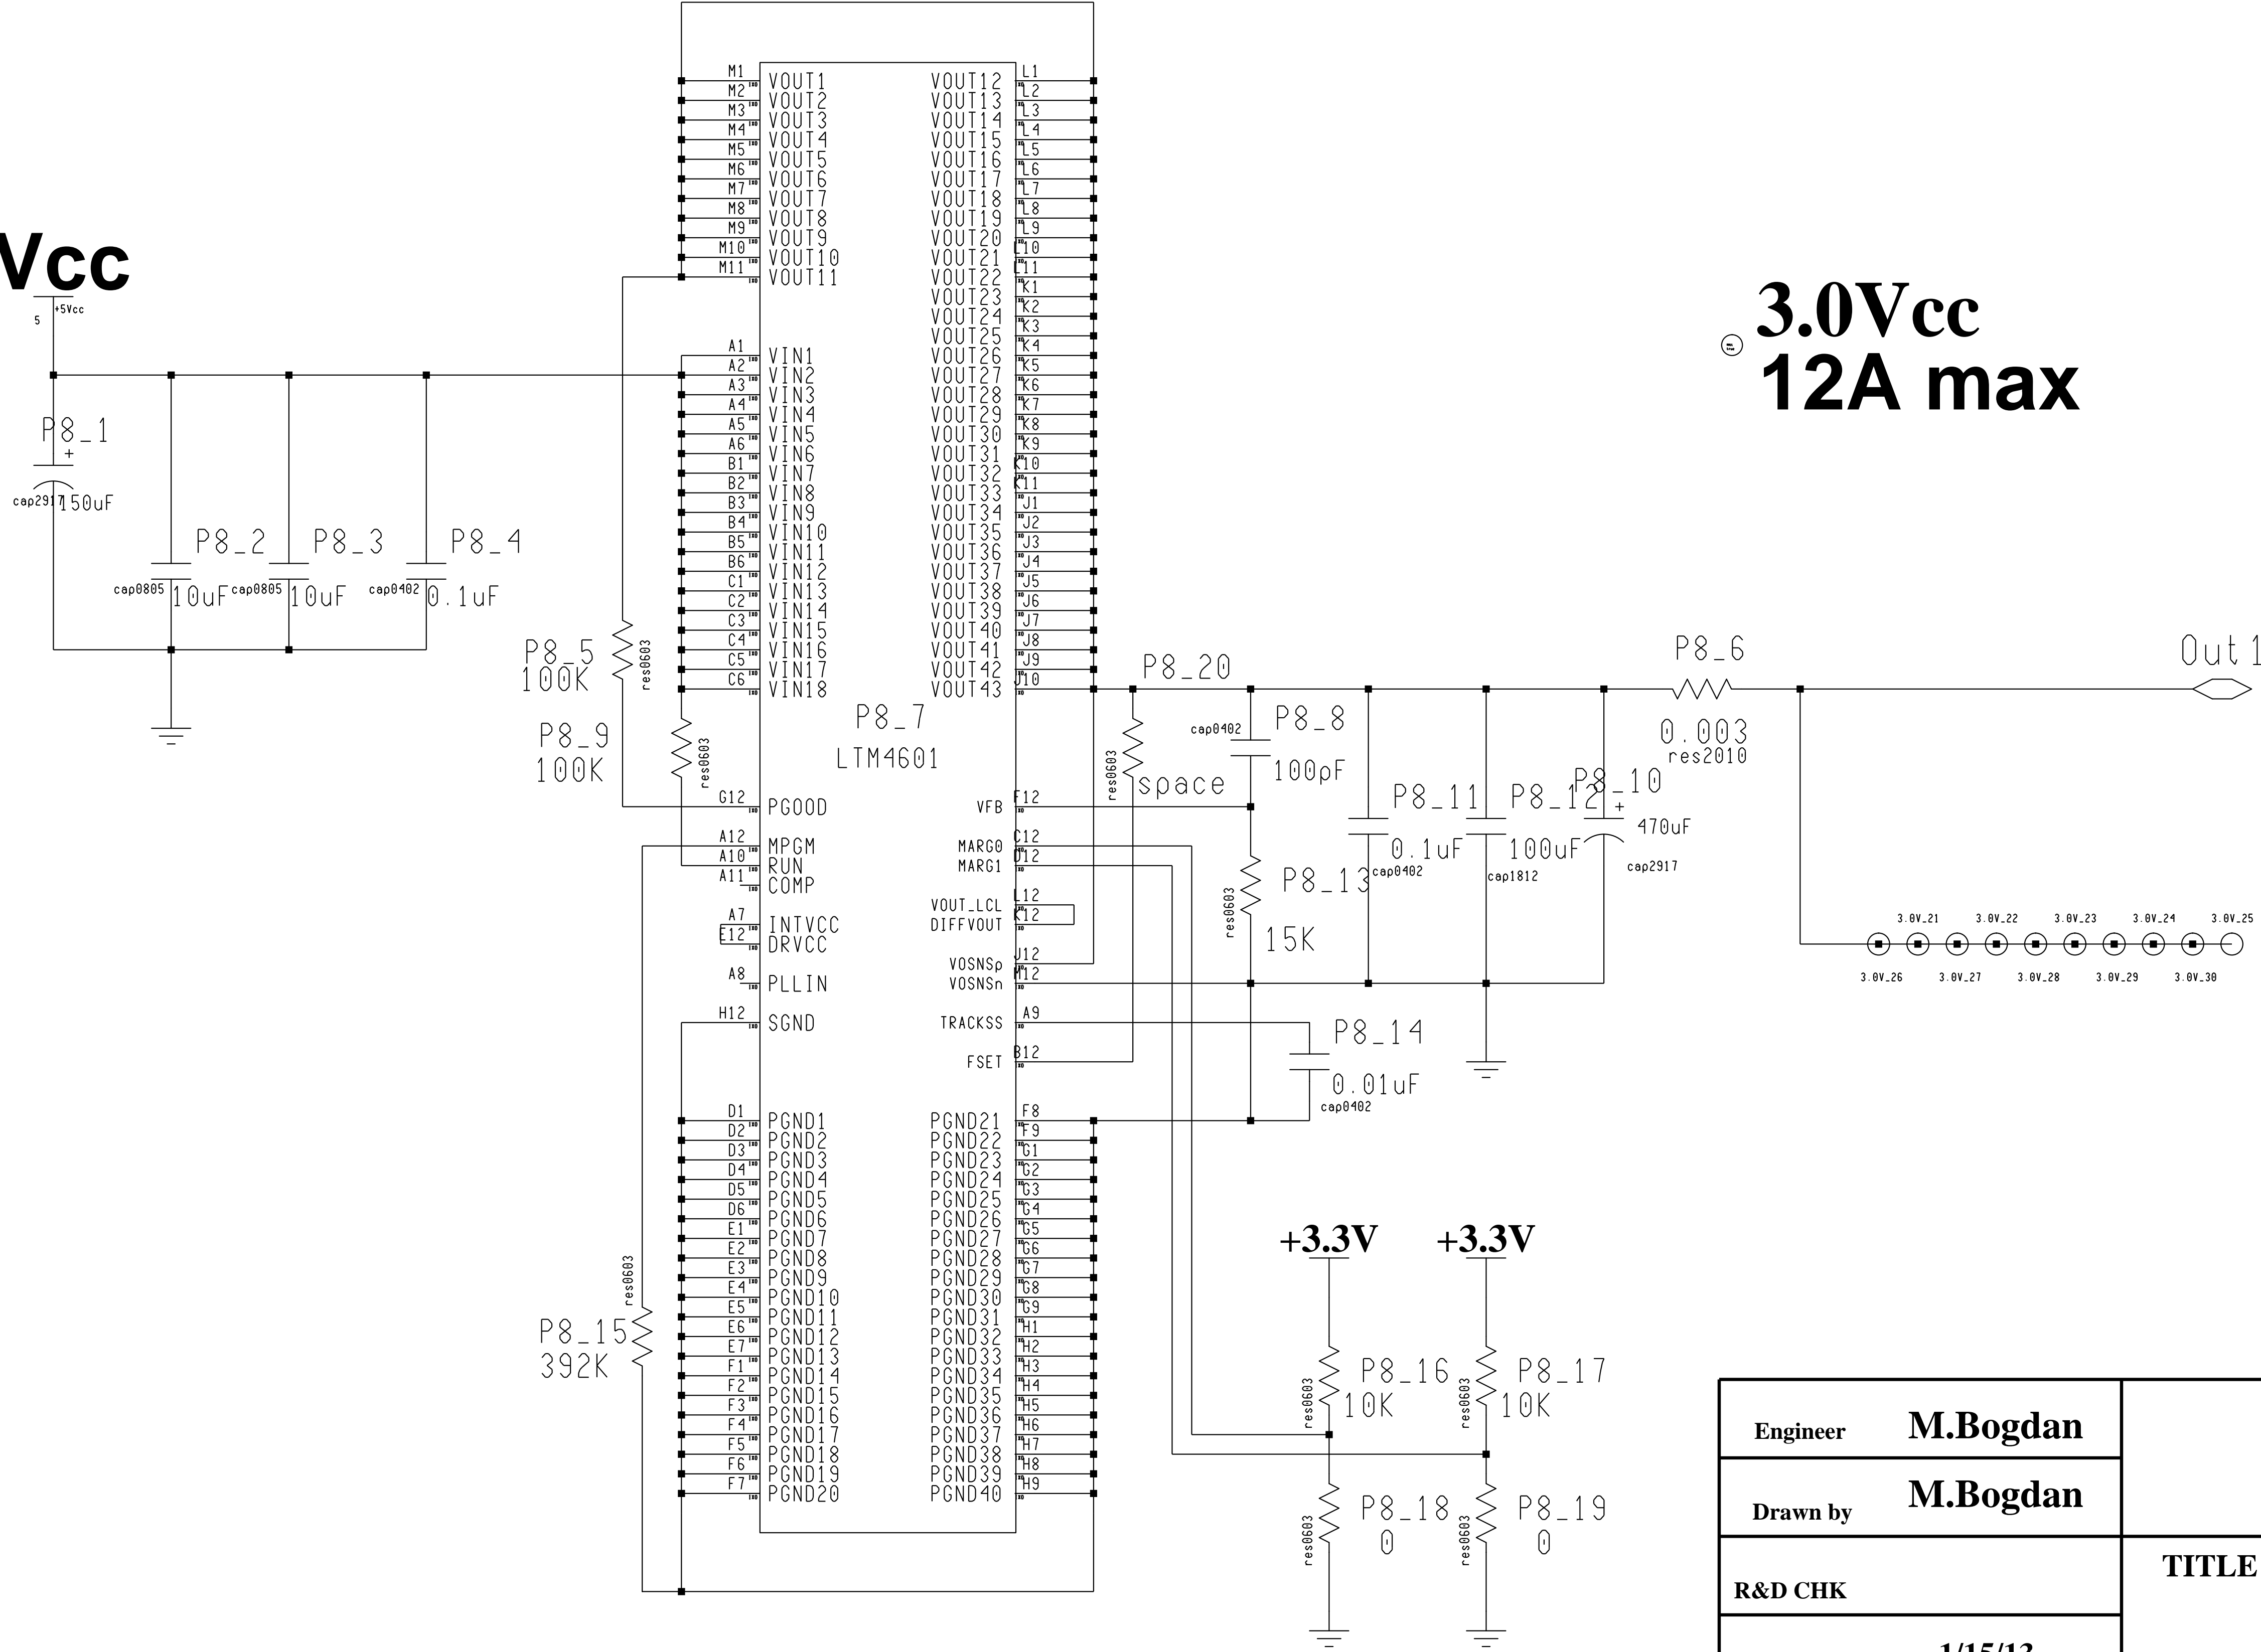 Vcc
+5Vcc
5
P8_1
+
cap2917
150uF
P8_2
cap0805
10uF
P8_3
cap0805
10uF
P8_4
cap0402
0.1uF
P8_5
100K
res0603
P8_9
100K
res0603
P8_7
LTM4601
M1 VOUT1
M2 VOUT2
M3 VOUT3
M4 VOUT4
M5 VOUT5
M6 VOUT6
M7 VOUT7
M8 VOUT8
M9 VOUT9
M10 VOUT10
M11 VOUT11
A1 VIN1
A2 VIN2
A3 VIN3
A4 VIN4
A5 VIN5
A6 VIN6
B1 VIN7
B2 VIN8
B3 VIN9
B4 VIN10
B5 VIN11
B6 VIN12
C1 VIN13
C2 VIN14
C3 VIN15
C4 VIN16
C5 VIN17
C6 VIN18
G12 PGOOD
A12 MPGM
A10 RUN
A11 COMP
A7 INTVCC
E12 DRVCC
A8 PLLIN
H12 SGND
D1 PGND1
D2 PGND2
D3 PGND3
D4 PGND4
D5 PGND5
D6 PGND6
E1 PGND7
E2 PGND8
E3 PGND9
E4 PGND10
E5 PGND11
E6 PGND12
E7 PGND13
F1 PGND14
F2 PGND15
F3 PGND16
F4 PGND17
F5 PGND18
F6 PGND19
F7 PGND20
VOUT12 L1
VOUT13 L2
VOUT14 L3
VOUT15 L4
VOUT16 L5
VOUT17 L6
VOUT18 L7
VOUT19 L8
VOUT20 L9
VOUT21 L10
VOUT22 L11
VOUT23 K1
VOUT24 K2
VOUT25 K3
VOUT26 K4
VOUT27 K5
VOUT28 K6
VOUT29 K7
VOUT30 K8
VOUT31 K9
VOUT32 K10
VOUT33 K11
VOUT34 J1
VOUT35 J2
VOUT36 J3
VOUT37 J4
VOUT38 J5
VOUT39 J6
VOUT40 J7
VOUT41 J8
VOUT42 J9
VOUT43 J10
VFB F12
MARG0 C12
MARG1 D12
VOUT_LCL L12
DIFFVOUT K12
VOSNSp J12
VOSNSn M12
TRACKSS A9
FSET B12
PGND21 F8
PGND22 F9
PGND23 G1
PGND24 G2
PGND25 G3
PGND26 G4
PGND27 G5
PGND28 G6
PGND29 G7
PGND30 G8
PGND31 G9
PGND32 H1
PGND33 H2
PGND34 H3
PGND35 H4
PGND36 H5
PGND37 H6
PGND38 H7
PGND39 H8
PGND40 H9
res0603
P8_15
392K
3.0Vcc
12A max
P8_20
res0603
space
cap0402
P8_8
100pF
P8_13
res0603
15K
P8_11
0.1uF
cap0402
P8_12
100uF
cap1812
P8_10
+
470uF
cap2917
P8_6
0.003
res2010
Out1
3.0V_21 3.0V_22 3.0V_23 3.0V_24 3.0V_25
3.0V_26 3.0V_27 3.0V_28 3.0V_29 3.0V_30
P8_14
0.01uF
cap0402
+3.3V +3.3V
P8_16
10K
res0603
P8_17
10K
res0603
P8_18
0
res0603
P8_19
0
res0603
Engineer M.Bogdan
Drawn by M.Bogdan
R&D CHK
TITLE
1/15/13